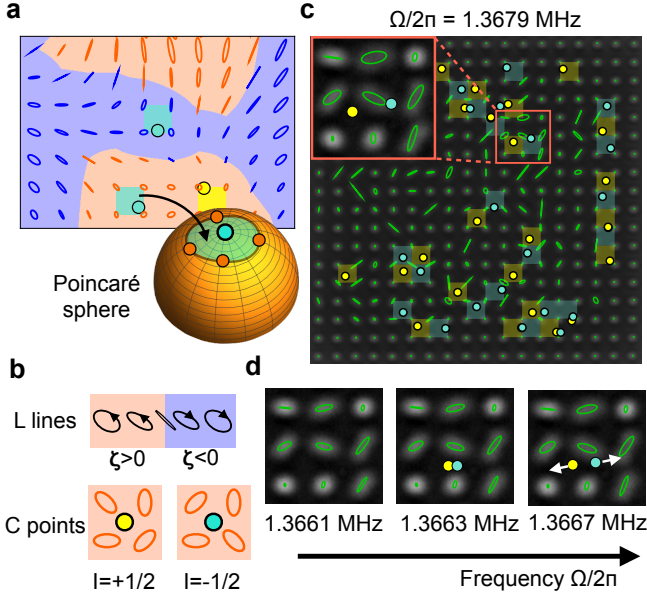 a
Poincaré
sphere
b
L lines
ζ>0
ζ<0
C points
I=+1/2
I=-1/2
c
Ω/2π = 1.3679 MHz
d
1.3661 MHz
1.3663 MHz
1.3667 MHz
Frequency Ω/2π